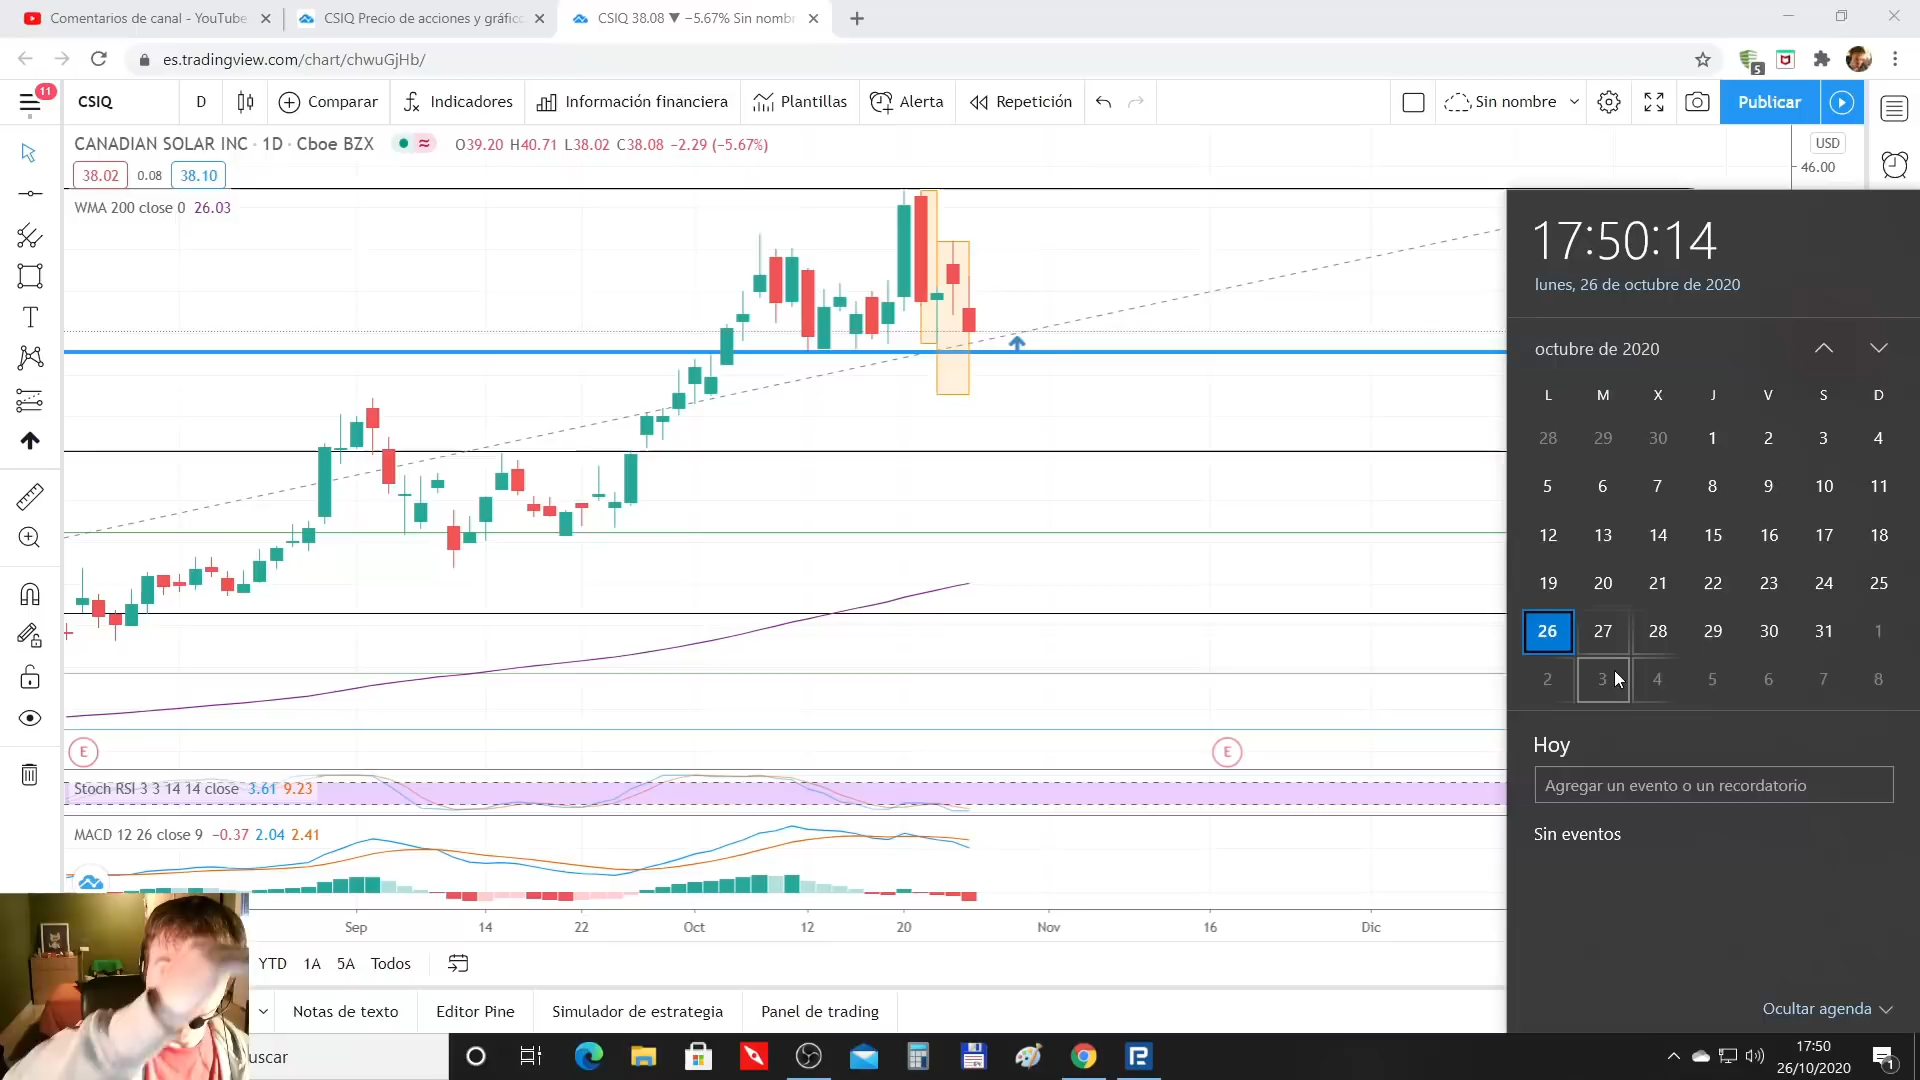 Comentarios de canal - YouTube
CSIQ Precio de acciones y gráfico
CSIQ 38.08 ▼ −5.67% Sin nombr
es.tradingview.com/chart/chwuGjHb/
5
11
CSIQ
D
Comparar
Indicadores
Información financiera
Plantillas
Alerta
Repetición
Sin nombre
Publicar
CANADIAN SOLAR INC · 1D · Cboe BZX
O39.20 H40.71 L38.02 C38.08 −2.29 (−5.67%)
USD
46.00
38.02 0.08 38.10
WMA 200 close 0 26.03
17:50:14
lunes, 26 de octubre de 2020
octubre de 2020
L M X J V S D
28 29 30 1 2 3 4
5 6 7 8 9 10 11
12 13 14 15 16 17 18
19 20 21 22 23 24 25
26 27 28 29 30 31 1
2 3 4 5 6 7 8
Hoy
Agregar un evento o un recordatorio
Sin eventos
Ocultar agenda
E
E
Stoch RSI 3 3 14 14 close 3.61 9.23
MACD 12 26 close 9 −0.37 2.04 2.41
Sep 14 22 Oct 12 20 Nov 16 Dic
YTD 1A 5A Todos
Notas de texto
Editor Pine
Simulador de estrategia
Panel de trading
uscar
17:50
26/10/2020
1